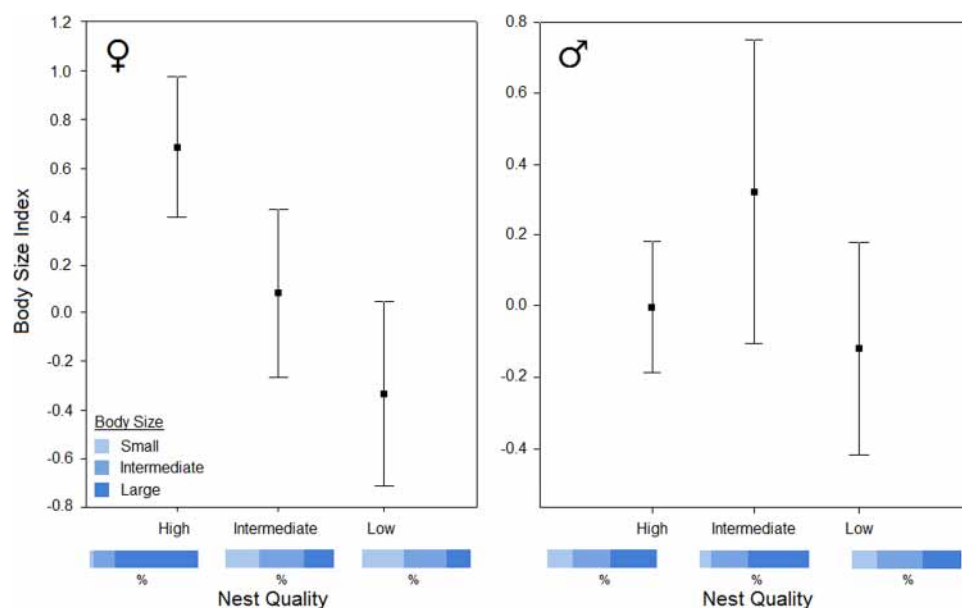 ♀
1.2
1.0
0.8
0.6
0.4
0.2
0.0
-0.2
-0.4
-0.6
-0.8
Body Size Index
Body Size
Small
Intermediate
Large
High Intermediate Low
% % %
Nest Quality
♂
0.8
0.6
0.4
0.2
0.0
-0.2
-0.4
High Intermediate Low
% % %
Nest Quality